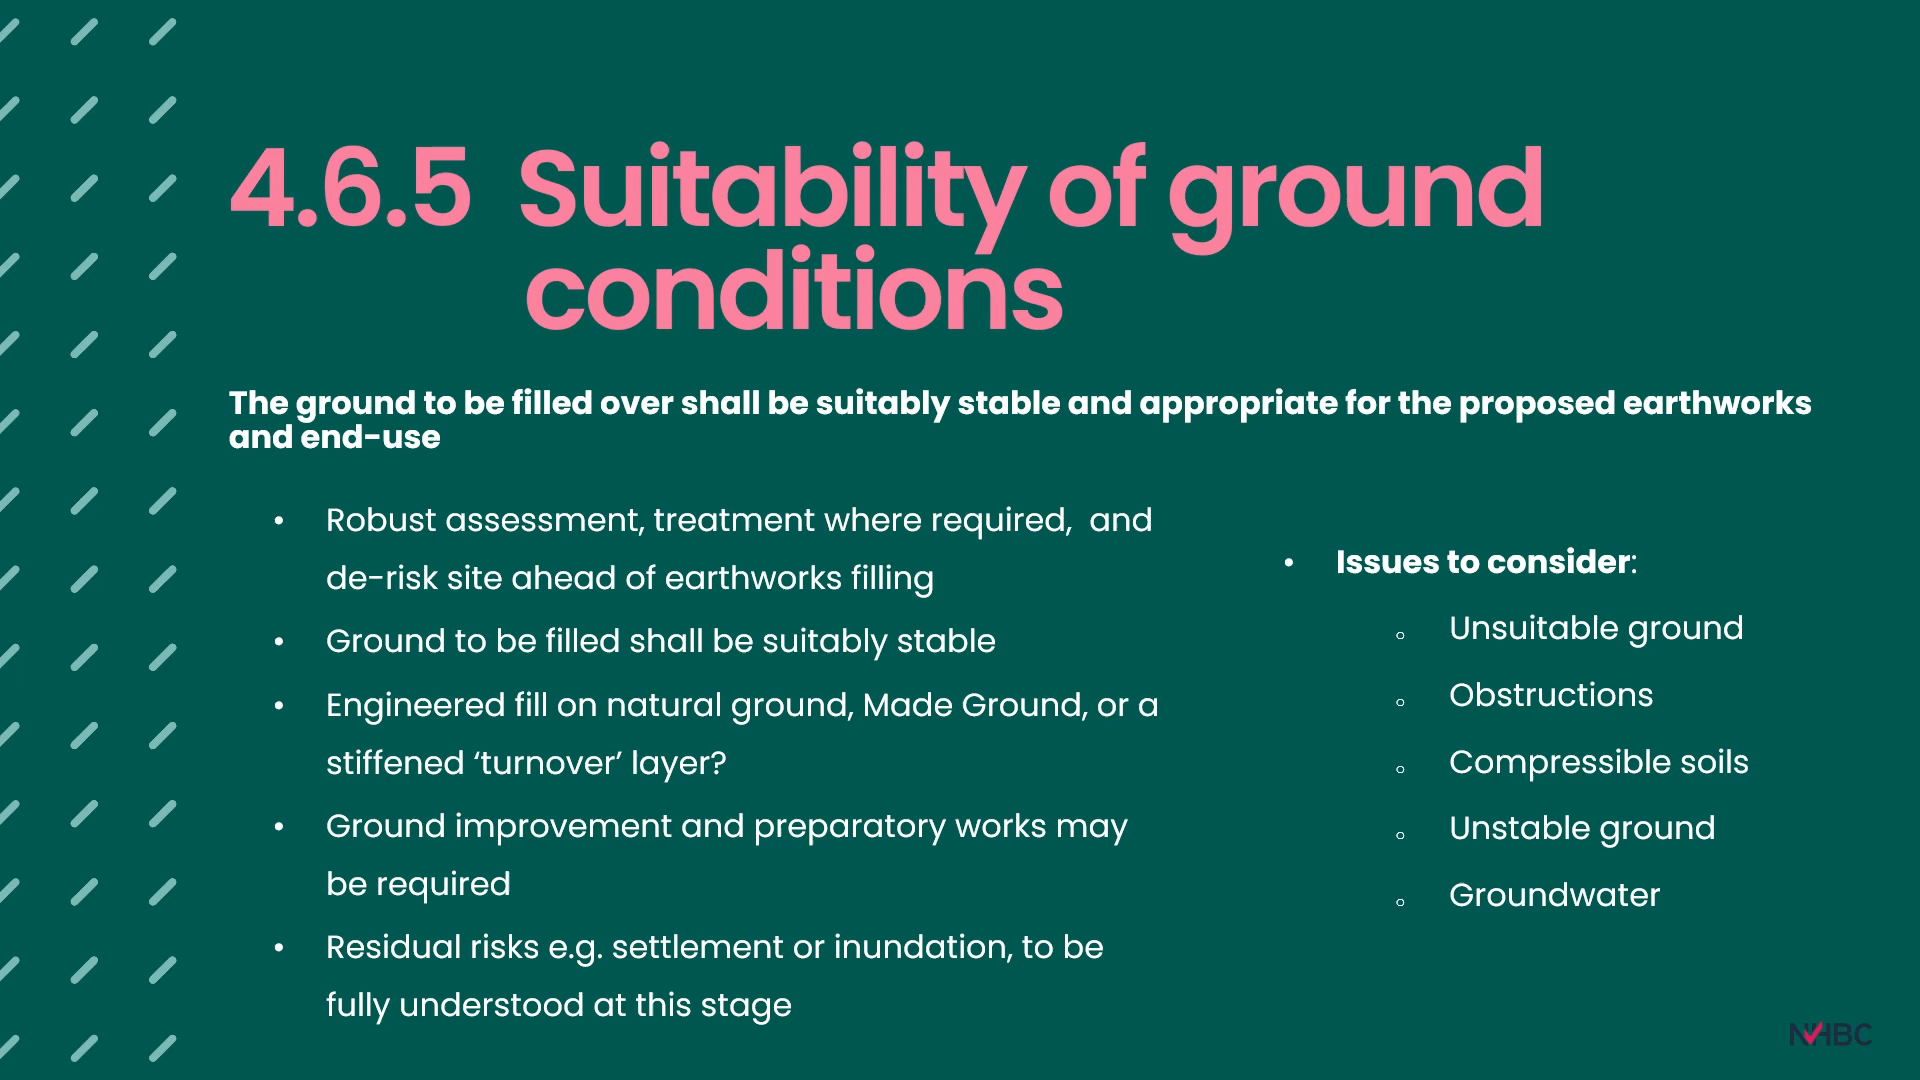 4.6.5 Suitability of ground
conditions
The ground to be filled over shall be suitably stable and appropriate for the proposed earthworks
and end-use
• Robust assessment, treatment where required,  and
de-risk site ahead of earthworks filling
• Ground to be filled shall be suitably stable
• Engineered fill on natural ground, Made Ground, or a
stiffened ‘turnover’ layer?
• Ground improvement and preparatory works may
be required
• Residual risks e.g. settlement or inundation, to be
fully understood at this stage
• Issues to consider:
○ Unsuitable ground
○ Obstructions
○ Compressible soils
○ Unstable ground
○ Groundwater
NHBC